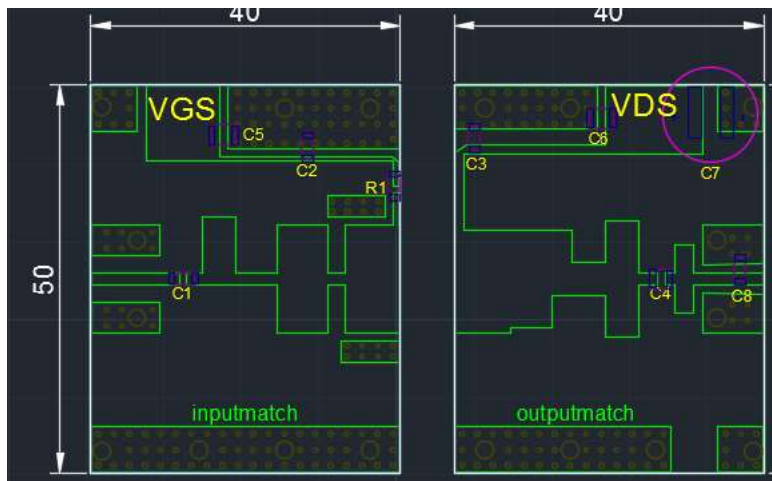 40
40
VGS
VDS
C5
C6
C2
C3
C7
R1
50
C1
C4
C8
inputmatch
outputmatch